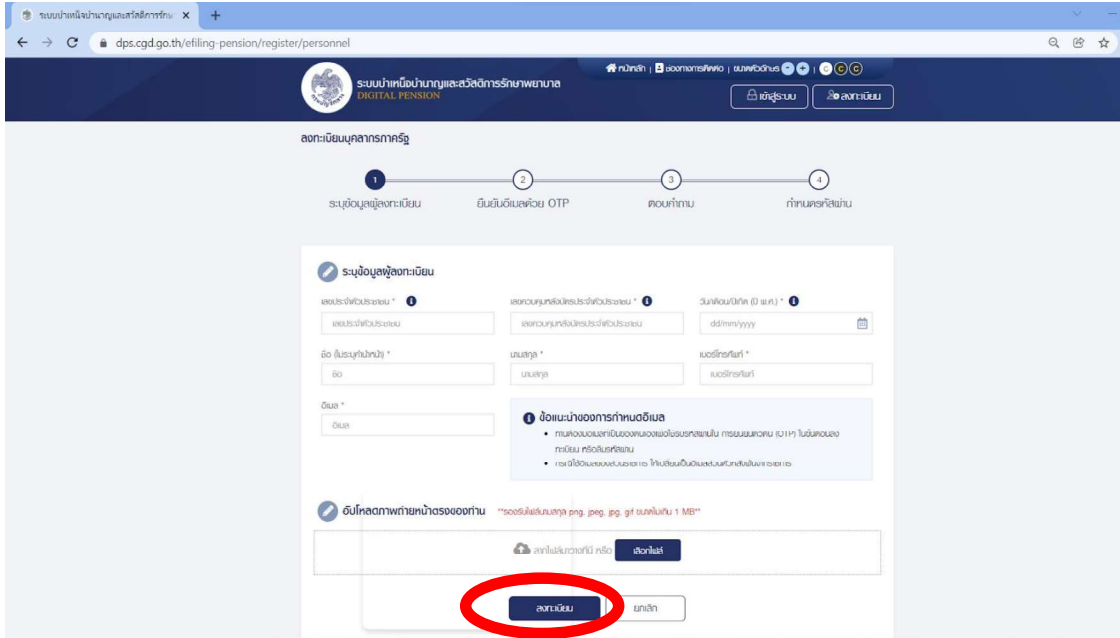 ระบบบำเหน็จบำนาญและสวัสดิการรักษ
dps.cgd.go.th/efiling-pension/register/personnel
หน้าหลัก | ช่องทางการติดต่อ | ขนาดตัวอักษร - + | C C C
ระบบบำเหน็จบำนาญและสวัสดิการรักษาพยาบาล
DIGITAL PENSION
เข้าสู่ระบบ ลงทะเบียน
ลงทะเบียนบุคลากรภาครัฐ
1 2 3 4
ระบุข้อมูลผู้ลงทะเบียน ยืนยันอีเมลด้วย OTP ตอบคำถาม กำหนดรหัสผ่าน
ระบุข้อมูลผู้ลงทะเบียน
เลขประจำตัวประชาชน * เลขควบคุมหลังบัตรประจำตัวประชาชน * วันเดือนปีเกิด (ปี พ.ศ.) *
เลขประจำตัวประชาชน เลขควบคุมหลังบัตรประจำตัวประชาชน dd/mm/yyyy
ชื่อ (ไม่ระบุคำนำหน้า) * นามสกุล * เบอร์โทรศัพท์ *
ชื่อ นามสกุล เบอร์โทรศัพท์
อีเมล *
อีเมล
ข้อแนะนำของการกำหนดอีเมล
ทะเบียน หรือลืมรหัสผ่าน
อัปโหลดภาพถ่ายหน้าตรงของท่าน **รองรับไฟล์นามสกุล png. jpeg. jpg. gif ขนาดไม่เกิน 1 MB**
ลากไฟล์มาวางที่นี่ หรือ เลือกไฟล์
ลงทะเบียน ยกเลิก